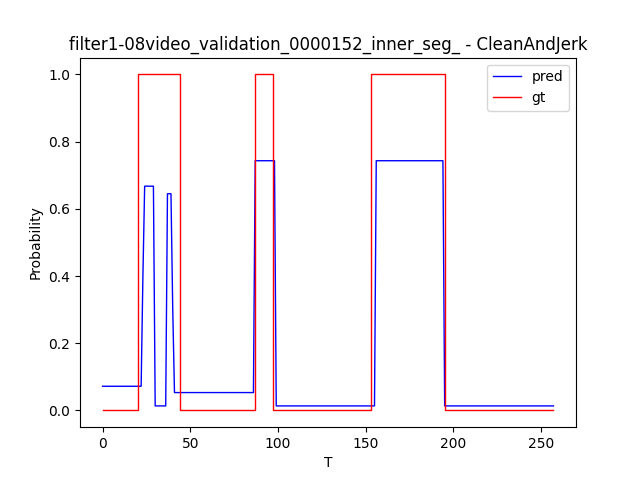 filter1-08video_validation_0000152_inner_seg_ - CleanAndJerk
pred
gt
1.0
0.8
0.6
0.4
0.2
0.0
Probability
0
50
100
150
200
250
T